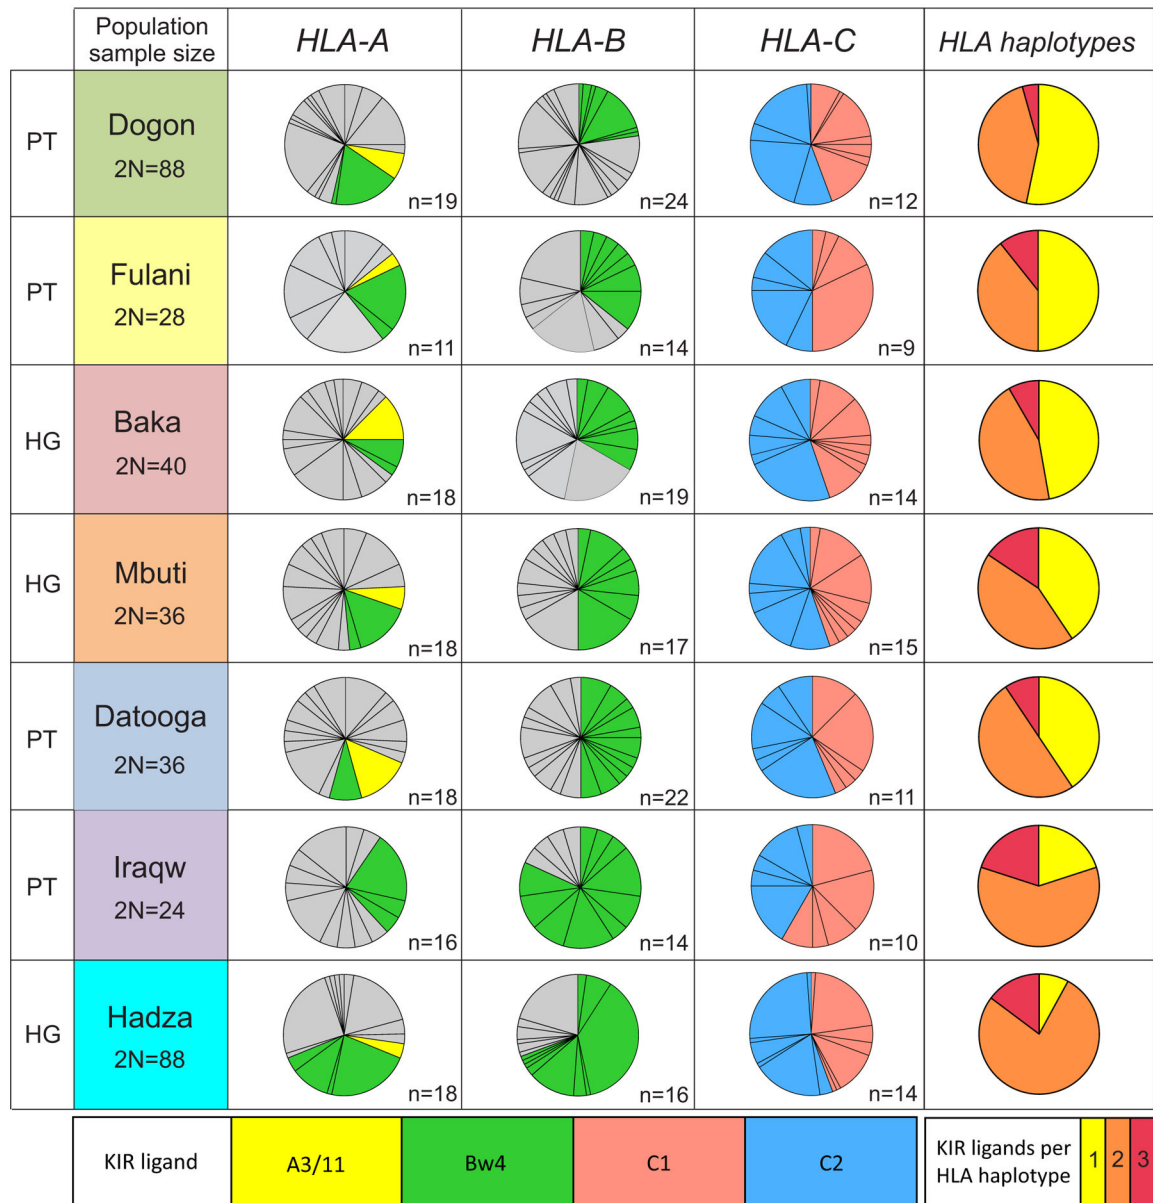 Population
sample size
HLA-A
HLA-B
HLA-C
HLA haplotypes
PT
Dogon
2N=88
n=19
n=24
n=12
PT
Fulani
2N=28
n=11
n=14
n=9
HG
Baka
2N=40
n=18
n=19
n=14
HG
Mbuti
2N=36
n=18
n=17
n=15
PT
Datooga
2N=36
n=18
n=22
n=11
PT
Iraqw
2N=24
n=16
n=14
n=10
HG
Hadza
2N=88
n=18
n=16
n=14
KIR ligand
A3/11
Bw4
C1
C2
KIR ligands per
HLA haplotype
1
2
3